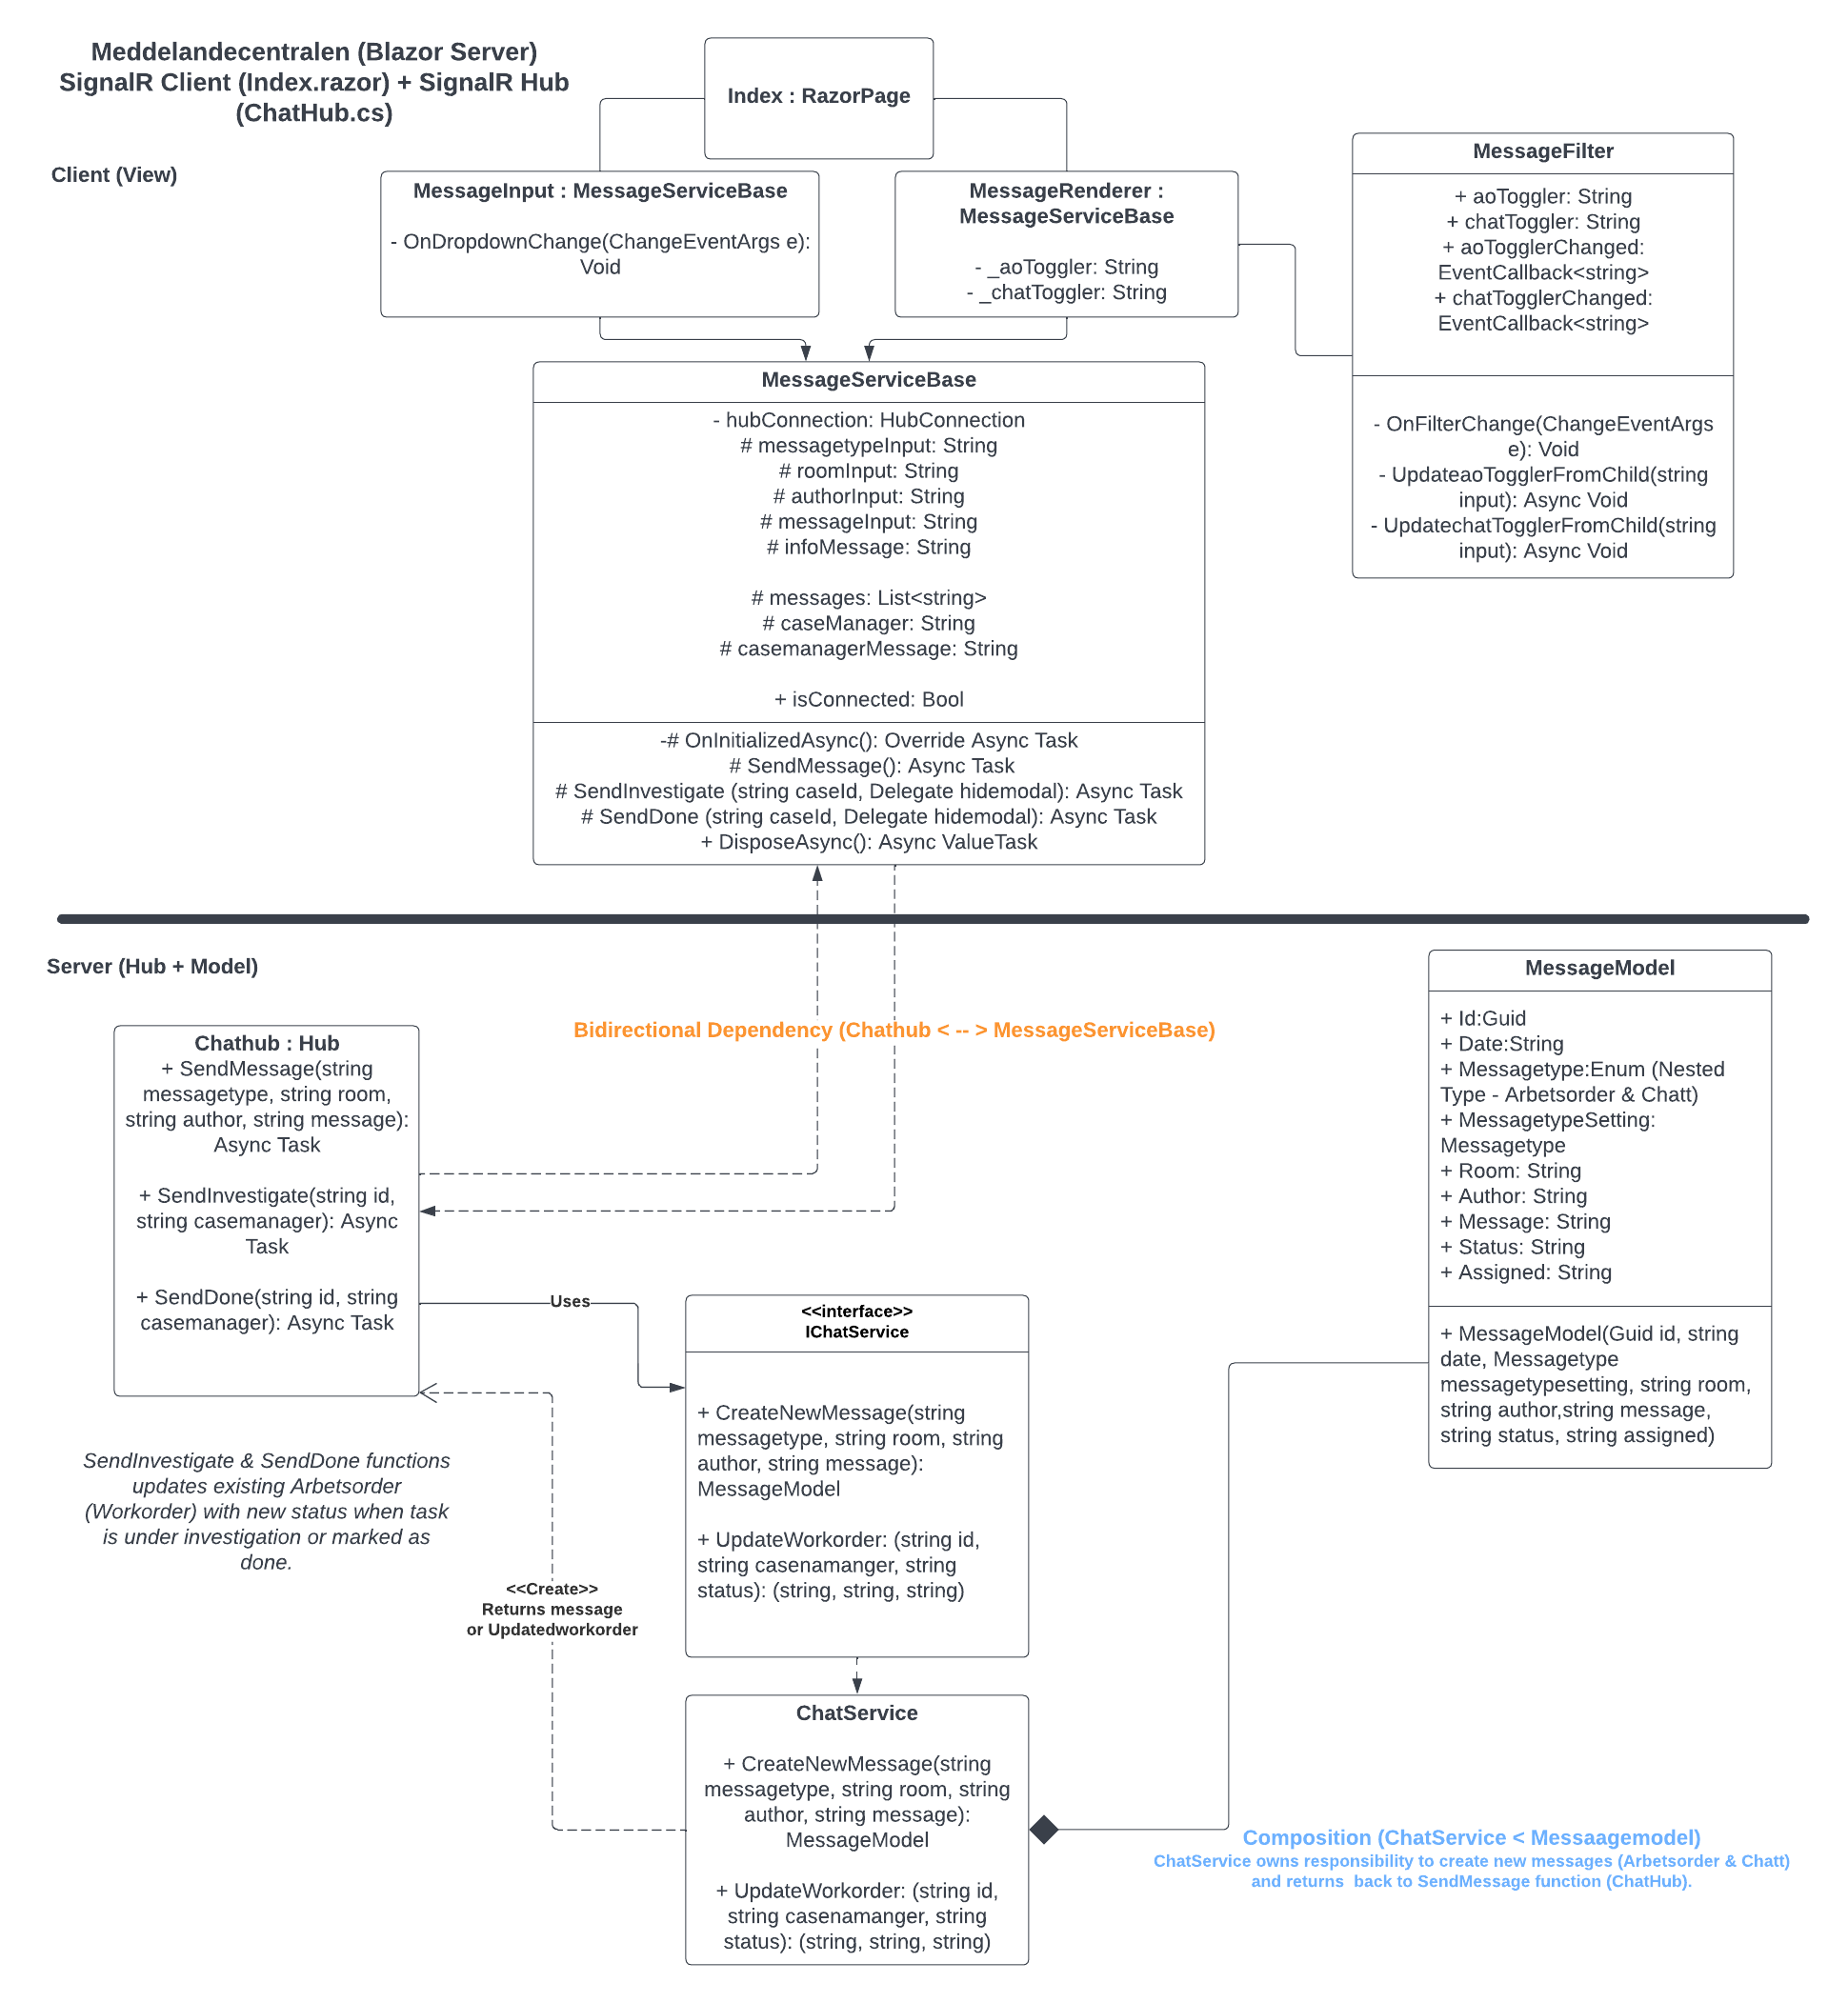 Meddelandecentralen (Blazor Server)
SignalR Client (Index.razor) + SignalR Hub
(ChatHub.cs)
Client (View)
Index : RazorPage
MessageInput : MessageServiceBase
- OnDropdownChange(ChangeEventArgs e):
Void
MessageRenderer :
MessageServiceBase
- _aoToggler: String
- _chatToggler: String
MessageFilter
+ aoToggler: String
+ chatToggler: String
+ aoTogglerChanged:
EventCallback<string>
+ chatTogglerChanged:
EventCallback<string>
- OnFilterChange(ChangeEventArgs
e): Void
- UpdateaoTogglerFromChild(string
input): Async Void
- UpdatechatTogglerFromChild(string
input): Async Void
MessageServiceBase
- hubConnection: HubConnection
# messagetypeInput: String
# roomInput: String
# authorInput: String
# messageInput: String
# infoMessage: String
# messages: List<string>
# caseManager: String
# casemanagerMessage: String
+ isConnected: Bool
-# OnInitializedAsync(): Override Async Task
# SendMessage(): Async Task
# SendInvestigate (string caseId, Delegate hidemodal): Async Task
# SendDone (string caseId, Delegate hidemodal): Async Task
+ DisposeAsync(): Async ValueTask
Server (Hub + Model)
Bidirectional Dependency (Chathub < -- > MessageServiceBase)
Chathub : Hub
+ SendMessage(string
messagetype, string room,
string author, string message):
Async Task
+ SendInvestigate(string id,
string casemanager): Async
Task
+ SendDone(string id, string
casemanager): Async Task
Uses
SendInvestigate & SendDone functions
updates existing Arbetsorder
(Workorder) with new status when task
is under investigation or marked as
done.
<<Create>>
Returns message
or Updatedworkorder
<<interface>>
IChatService
+ CreateNewMessage(string
messagetype, string room, string
author, string message):
MessageModel
+ UpdateWorkorder: (string id,
string casenamanger, string
status): (string, string, string)
ChatService
+ CreateNewMessage(string
messagetype, string room, string
author, string message):
MessageModel
+ UpdateWorkorder: (string id,
string casenamanger, string
status): (string, string, string)
MessageModel
+ Id:Guid
+ Date:String
+ Messagetype:Enum (Nested
Type - Arbetsorder & Chatt)
+ MessagetypeSetting:
Messagetype
+ Room: String
+ Author: String
+ Message: String
+ Status: String
+ Assigned: String
+ MessageModel(Guid id, string
date, Messagetype
messagetypesetting, string room,
string author,string message,
string status, string assigned)
Composition (ChatService < Messaagemodel)
ChatService owns responsibility to create new messages (Arbetsorder & Chatt)
and returns  back to SendMessage function (ChatHub).